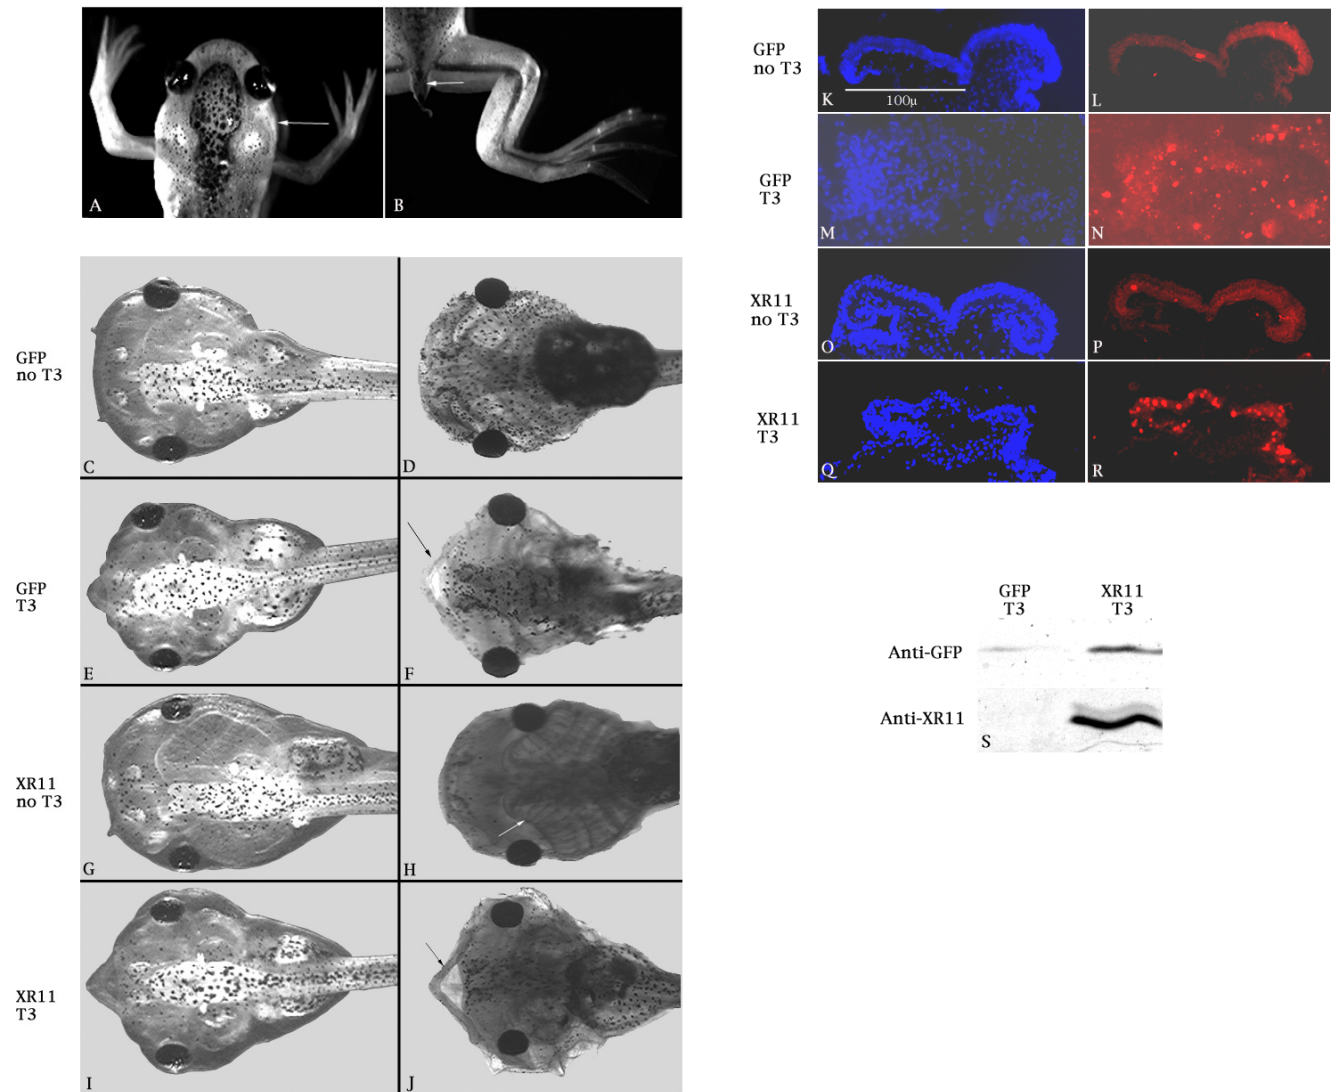 A
B
GFP
no T3
C
D
GFP
T3
E
F
XR11
no T3
G
H
XR11
T3
I
J
GFP
no T3
K
100μ
L
GFP
T3
M
N
XR11
no T3
O
P
XR11
T3
Q
R
GFP
T3
XR11
T3
Anti-GFP
Anti-XR11
S